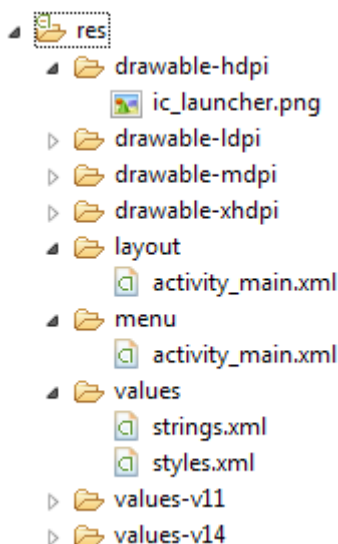 res
drawable-hdpi
ic_launcher.png
drawable-ldpi
drawable-mdpi
drawable-xhdpi
layout
activity_main.xml
menu
activity_main.xml
values
strings.xml
styles.xml
values-v11
values-v14